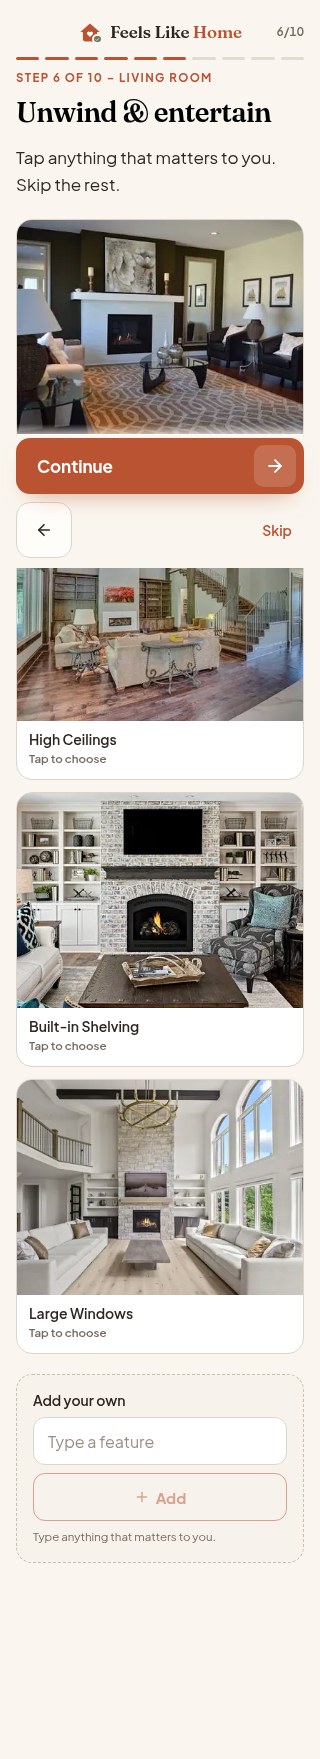 Feels Like Home
6/10
STEP 6 OF 10 – LIVING ROOM
Unwind & entertain
Tap anything that matters to you.
Skip the rest.
Continue
Skip
High Ceilings
Tap to choose
Built-in Shelving
Tap to choose
Large Windows
Tap to choose
Add your own
Type a feature
+ Add
Type anything that matters to you.